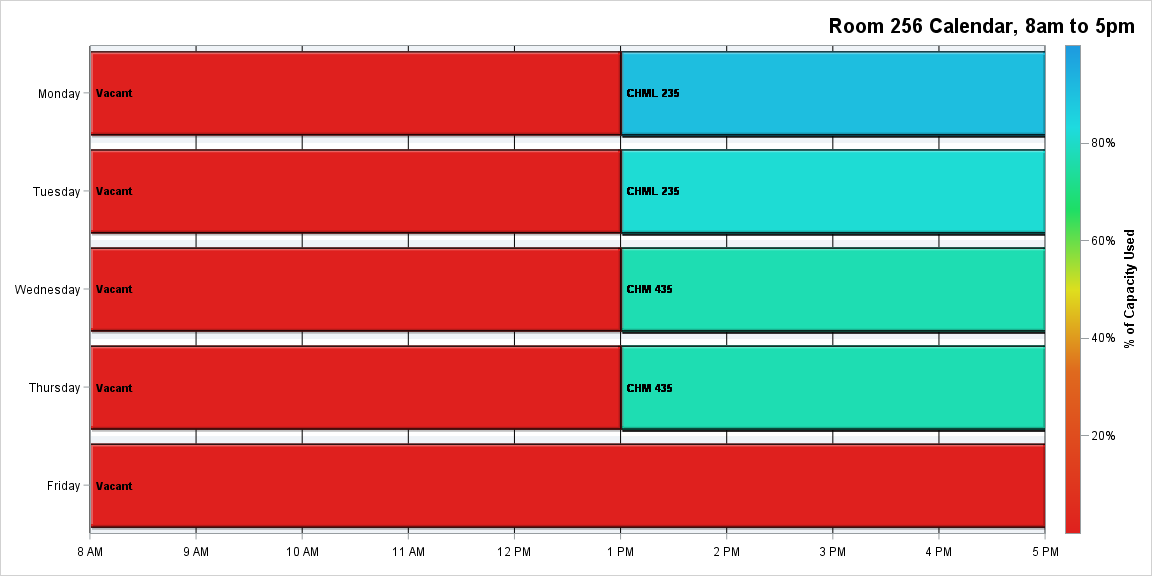 Room 256 Calendar, 8am to 5pm
Monday
Vacant
CHML 235
Tuesday
Vacant
CHML 235
Wednesday
Vacant
CHM 435
Thursday
Vacant
CHM 435
Friday
Vacant
8 AM 9 AM 10 AM 11 AM 12 PM 1 PM 2 PM 3 PM 4 PM 5 PM
80%
60%
40%
20%
% of Capacity Used